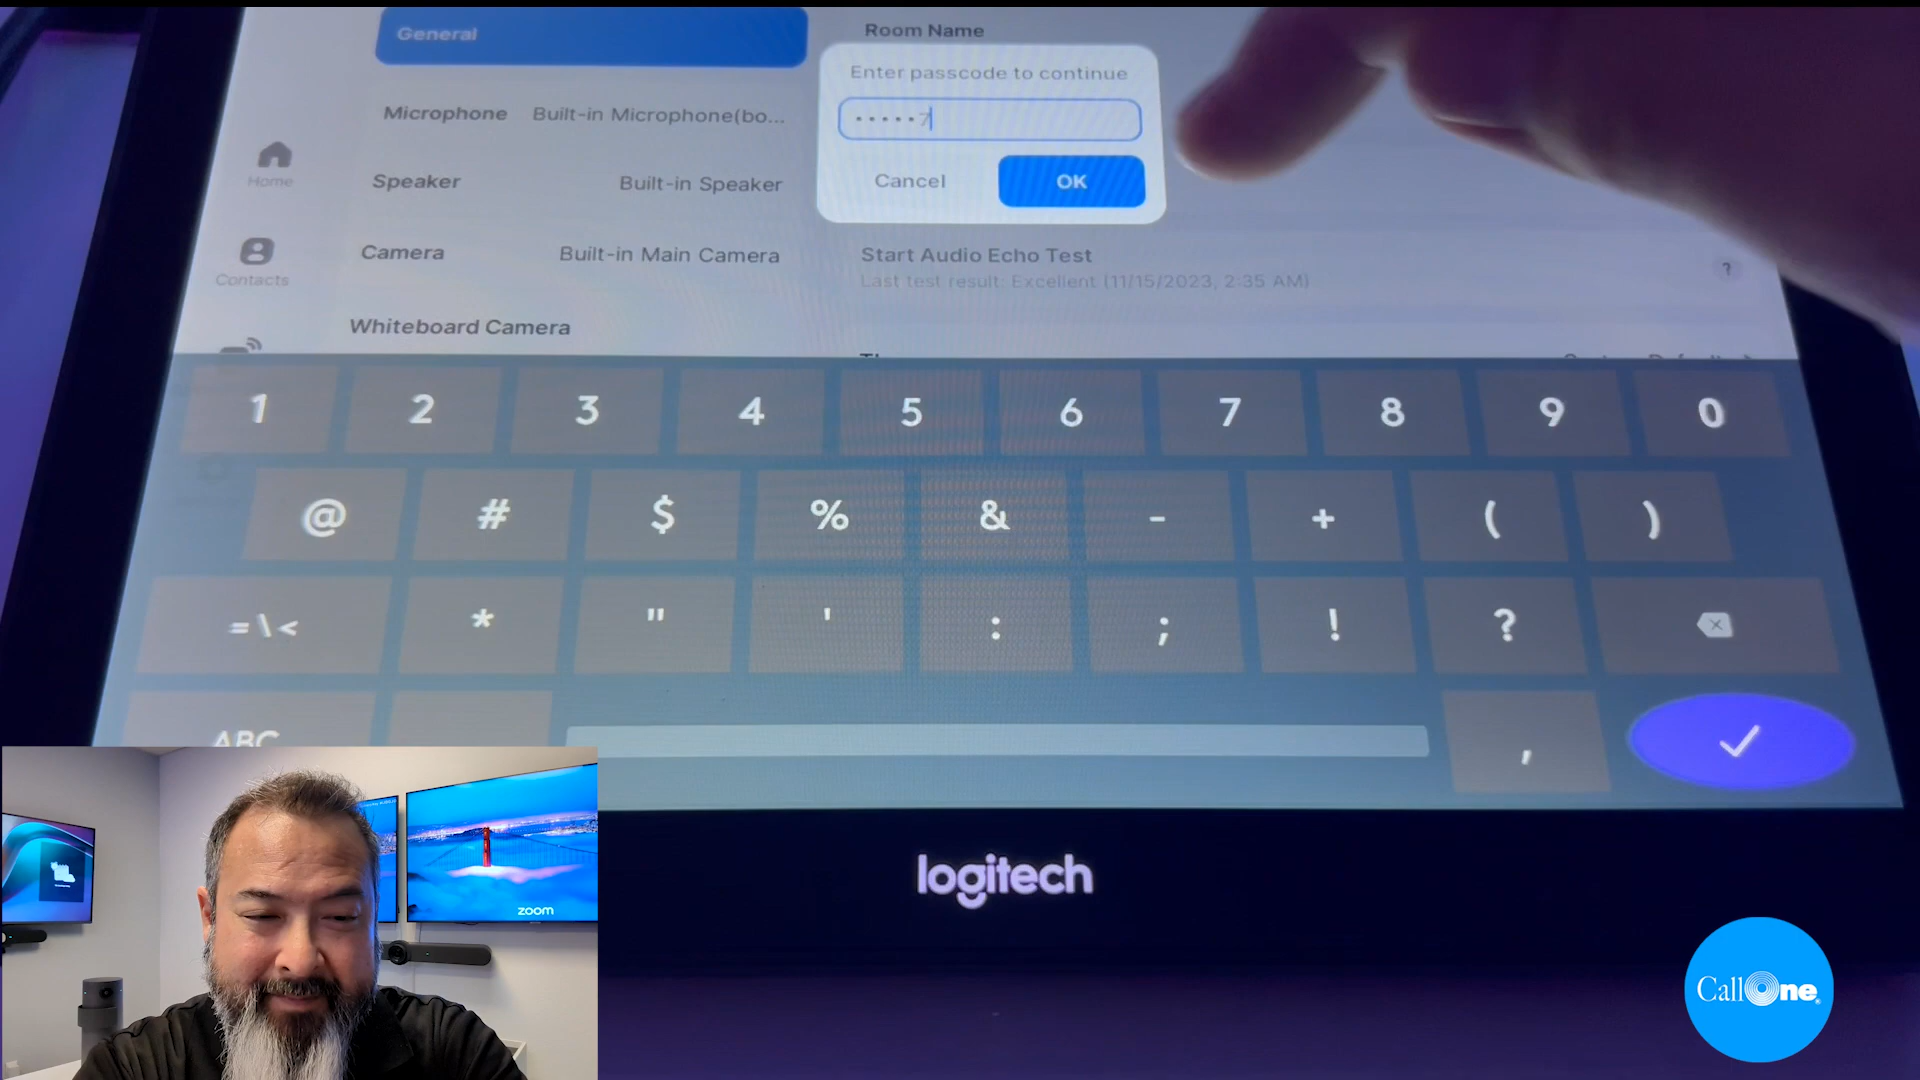 General
Room Name
Enter passcode to continue
•••••7
Microphone Built-in Microphone(bo...
Home
Speaker Built-in Speaker
Cancel
OK
Camera Built-in Main Camera
Contacts
Start Audio Echo Test
Last test result: Excellent (11/15/2023, 2:35 AM)
?
Whiteboard Camera
1 2 3 4 5 6 7 8 9 0
@ # $ % & - + ( )
=\< * " ' : ; ! ?
ABC ,
logitech
zoom
CallOne